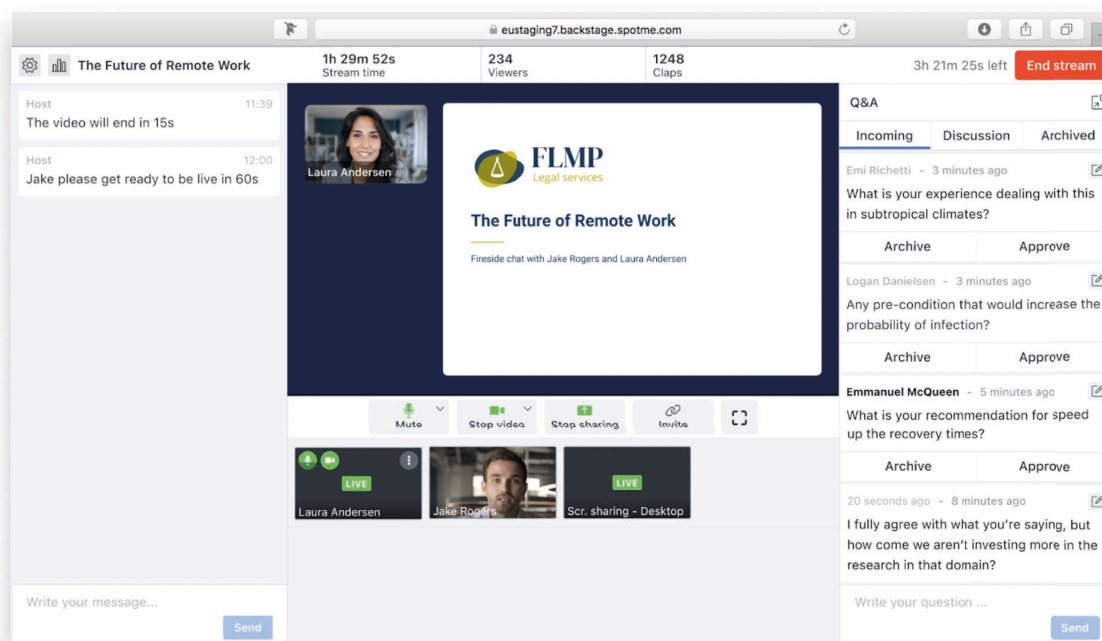 eustaging7.backstage.spotme.com
The Future of Remote Work
1h 29m 52s
Stream time
234
Viewers
1248
Claps
3h 21m 25s left
End stream
Host 11:39
The video will end in 15s
Host 12:00
Jake please get ready to be live in 60s
Write your message...
Send
Laura Andersen
FLMP
Legal services
The Future of Remote Work
Fireside chat with Jake Rogers and Laura Andersen
Mute
Stop video
Stop sharing
Invite
LIVE
Laura Andersen
Jake Rogers
LIVE
Scr. sharing - Desktop
Q&A
Incoming Discussion Archived
Emi Richetti - 3 minutes ago
What is your experience dealing with this
in subtropical climates?
Archive Approve
Logan Danielsen - 3 minutes ago
Any pre-condition that would increase the
probability of infection?
Archive Approve
Emmanuel McQueen - 5 minutes ago
What is your recommendation for speed
up the recovery times?
Archive Approve
20 seconds ago - 8 minutes ago
I fully agree with what you're saying, but
how come we aren't investing more in the
research in that domain?
Write your question ...
Send